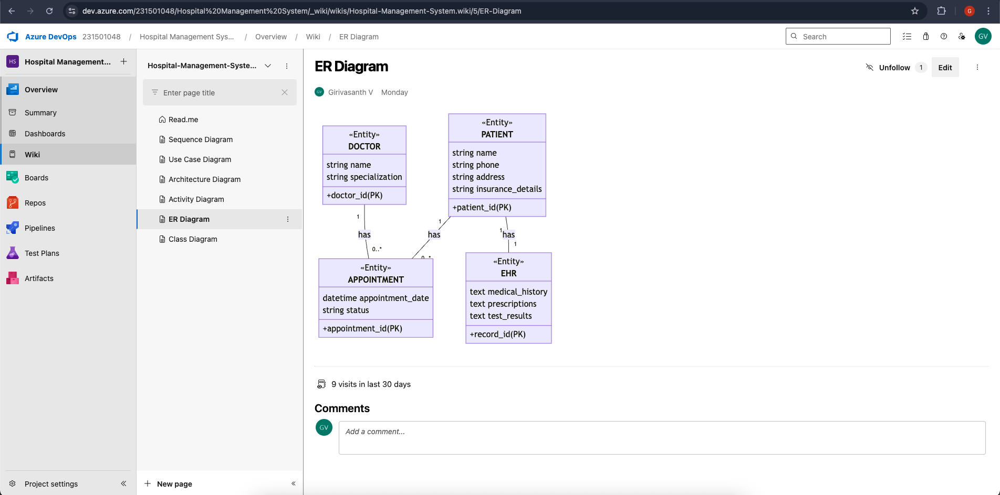 dev.azure.com/231501048/Hospital%20Management%20System/_wiki/wikis/Hospital-Management-System.wiki/5/ER-Diagram
G
Azure DevOps 231501048 / Hospital Management Sys... / Overview / Wiki / ER Diagram
Search
GV
HS Hospital Management... +
Overview
Summary
Dashboards
Wiki
Boards
Repos
Pipelines
Test Plans
Artifacts
Project settings
Hospital-Management-Syste...
Enter page title
Read.me
Sequence Diagram
Use Case Diagram
Architecture Diagram
Activity Diagram
ER Diagram
Class Diagram
+ New page
ER Diagram
Unfollow 1 Edit
GV Girivasanth V Monday
«Entity»
DOCTOR
string name
string specialization
+doctor_id(PK)
«Entity»
PATIENT
string name
string phone
string address
string insurance_details
+patient_id(PK)
1
has
0..*
1
has
0..*
1
has
1
«Entity»
APPOINTMENT
datetime appointment_date
string status
+appointment_id(PK)
«Entity»
EHR
text medical_history
text prescriptions
text test_results
+record_id(PK)
9 visits in last 30 days
Comments
GV
Add a comment...